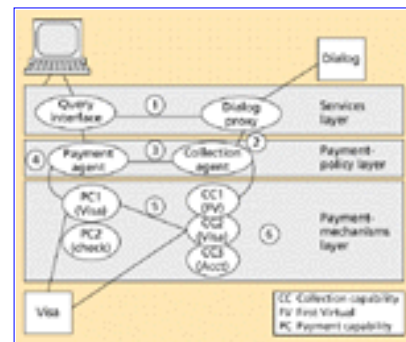 Dialog
Query
interface
1
Dialog
proxy
Services
layer
2
4
Payment
agent
3
Collection
agent
Payment-
policy layer
PC1
(Visa)
5
CC1
(FV)
PC2
(check)
CC2
(Visa)
6
CC3
(Acct)
Payment-
mechanisms
layer
Visa
CC Collection capability
FV First Virtual
PC Payment capability